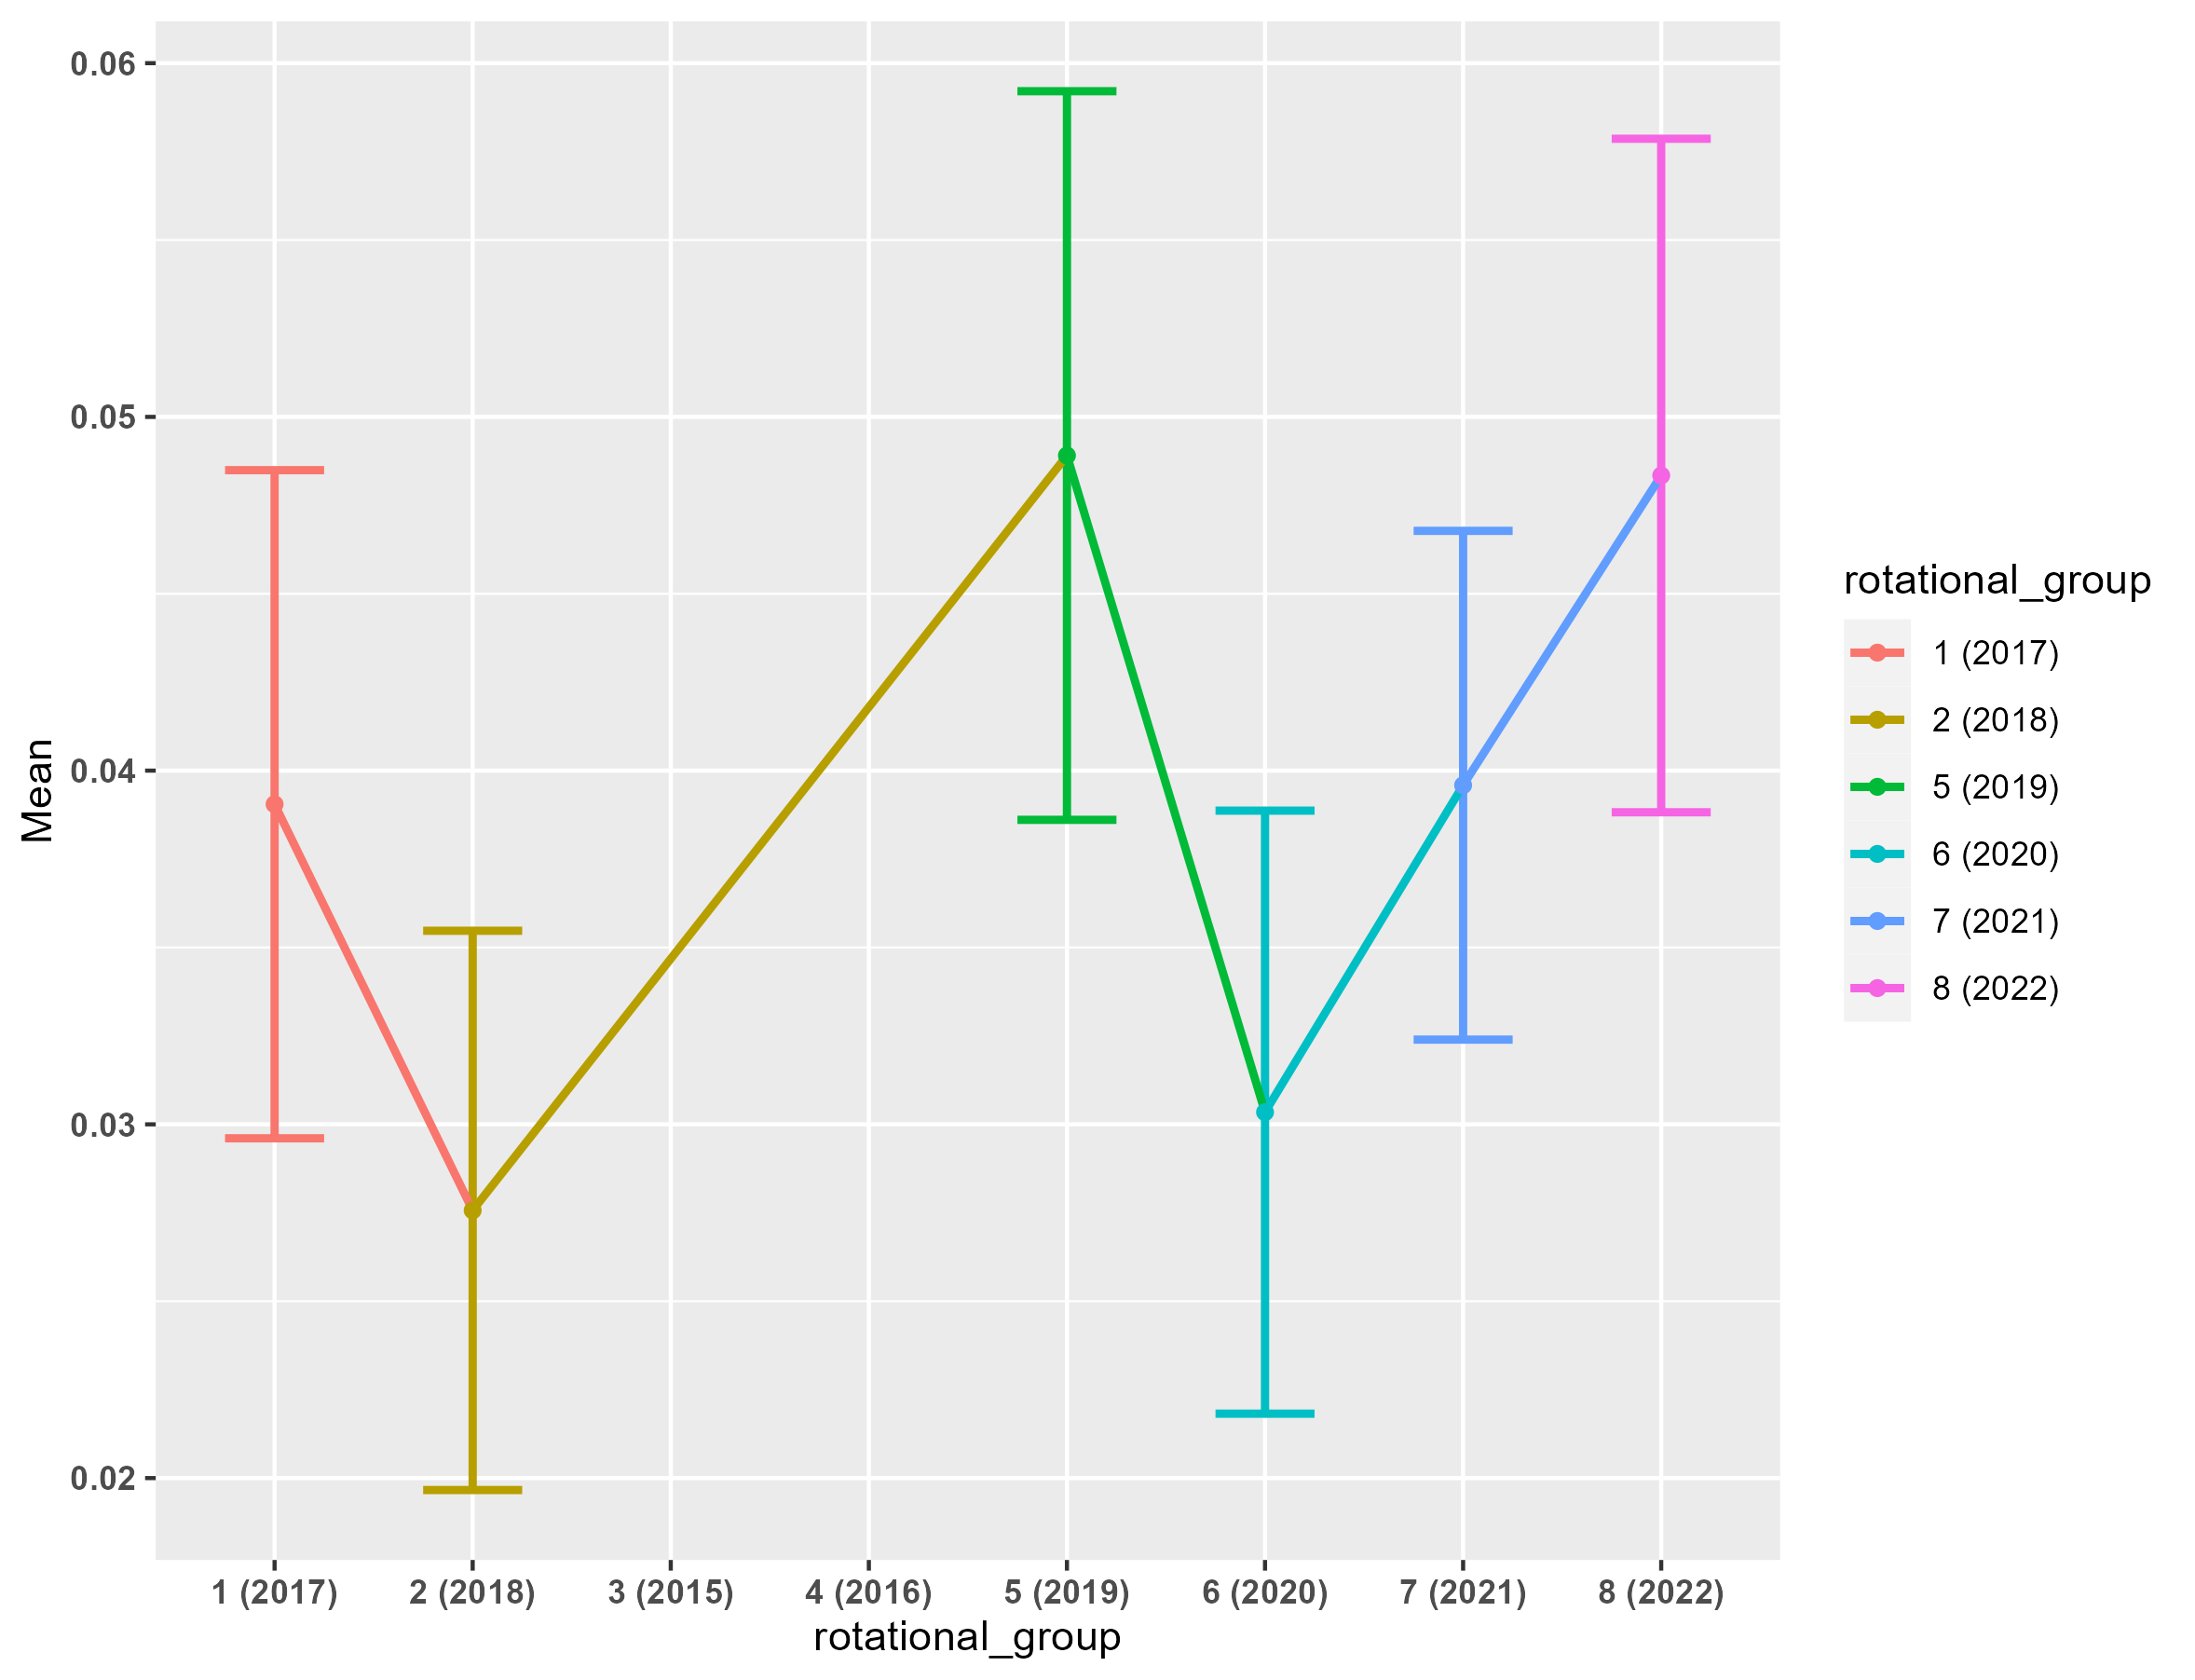 0.06
0.05
0.04
0.03
0.02
Mean
1 (2017) 2 (2018) 3 (2015) 4 (2016) 5 (2019) 6 (2020) 7 (2021) 8 (2022)
rotational_group
rotational_group
1 (2017)
2 (2018)
5 (2019)
6 (2020)
7 (2021)
8 (2022)